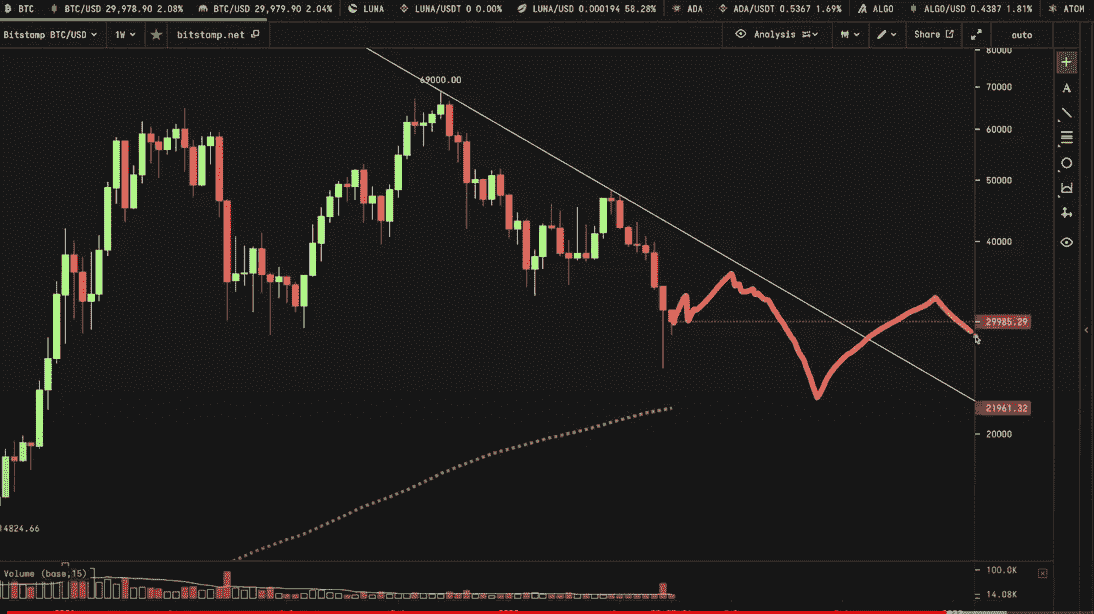 BTC BTC/USD 29,978.90 2.08% BTC/USD 29,979.90 2.04% LUNA LUNA/USDT 0 0.00% LUNA/USD 0.000194 58.28% ADA ADA/USDT 0.5367 1.69% ALGO ALGO/USD 0.4387 1.81% ATOM
Bitstamp BTC/USD 1W bitstomp.net Analysis Share auto
80000
69000.00
70000
60000
50000
40000
29985.29
21961.32
20000
4824.66
Volume (base,15)
100.0K
14.08K